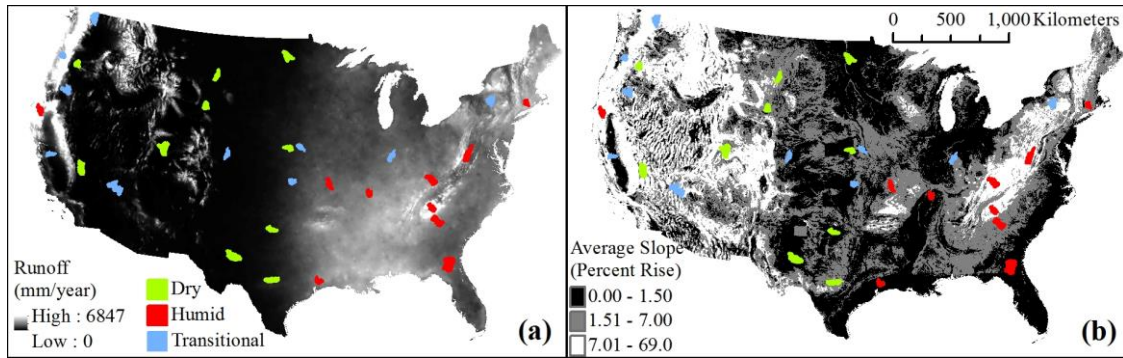 Runoff
(mm/year)
High : 6847
Low : 0
Dry
Humid
Transitional
(a)
0 500 1,000 Kilometers
Average Slope
(Percent Rise)
0.00 - 1.50
1.51 - 7.00
7.01 - 69.0
(b)